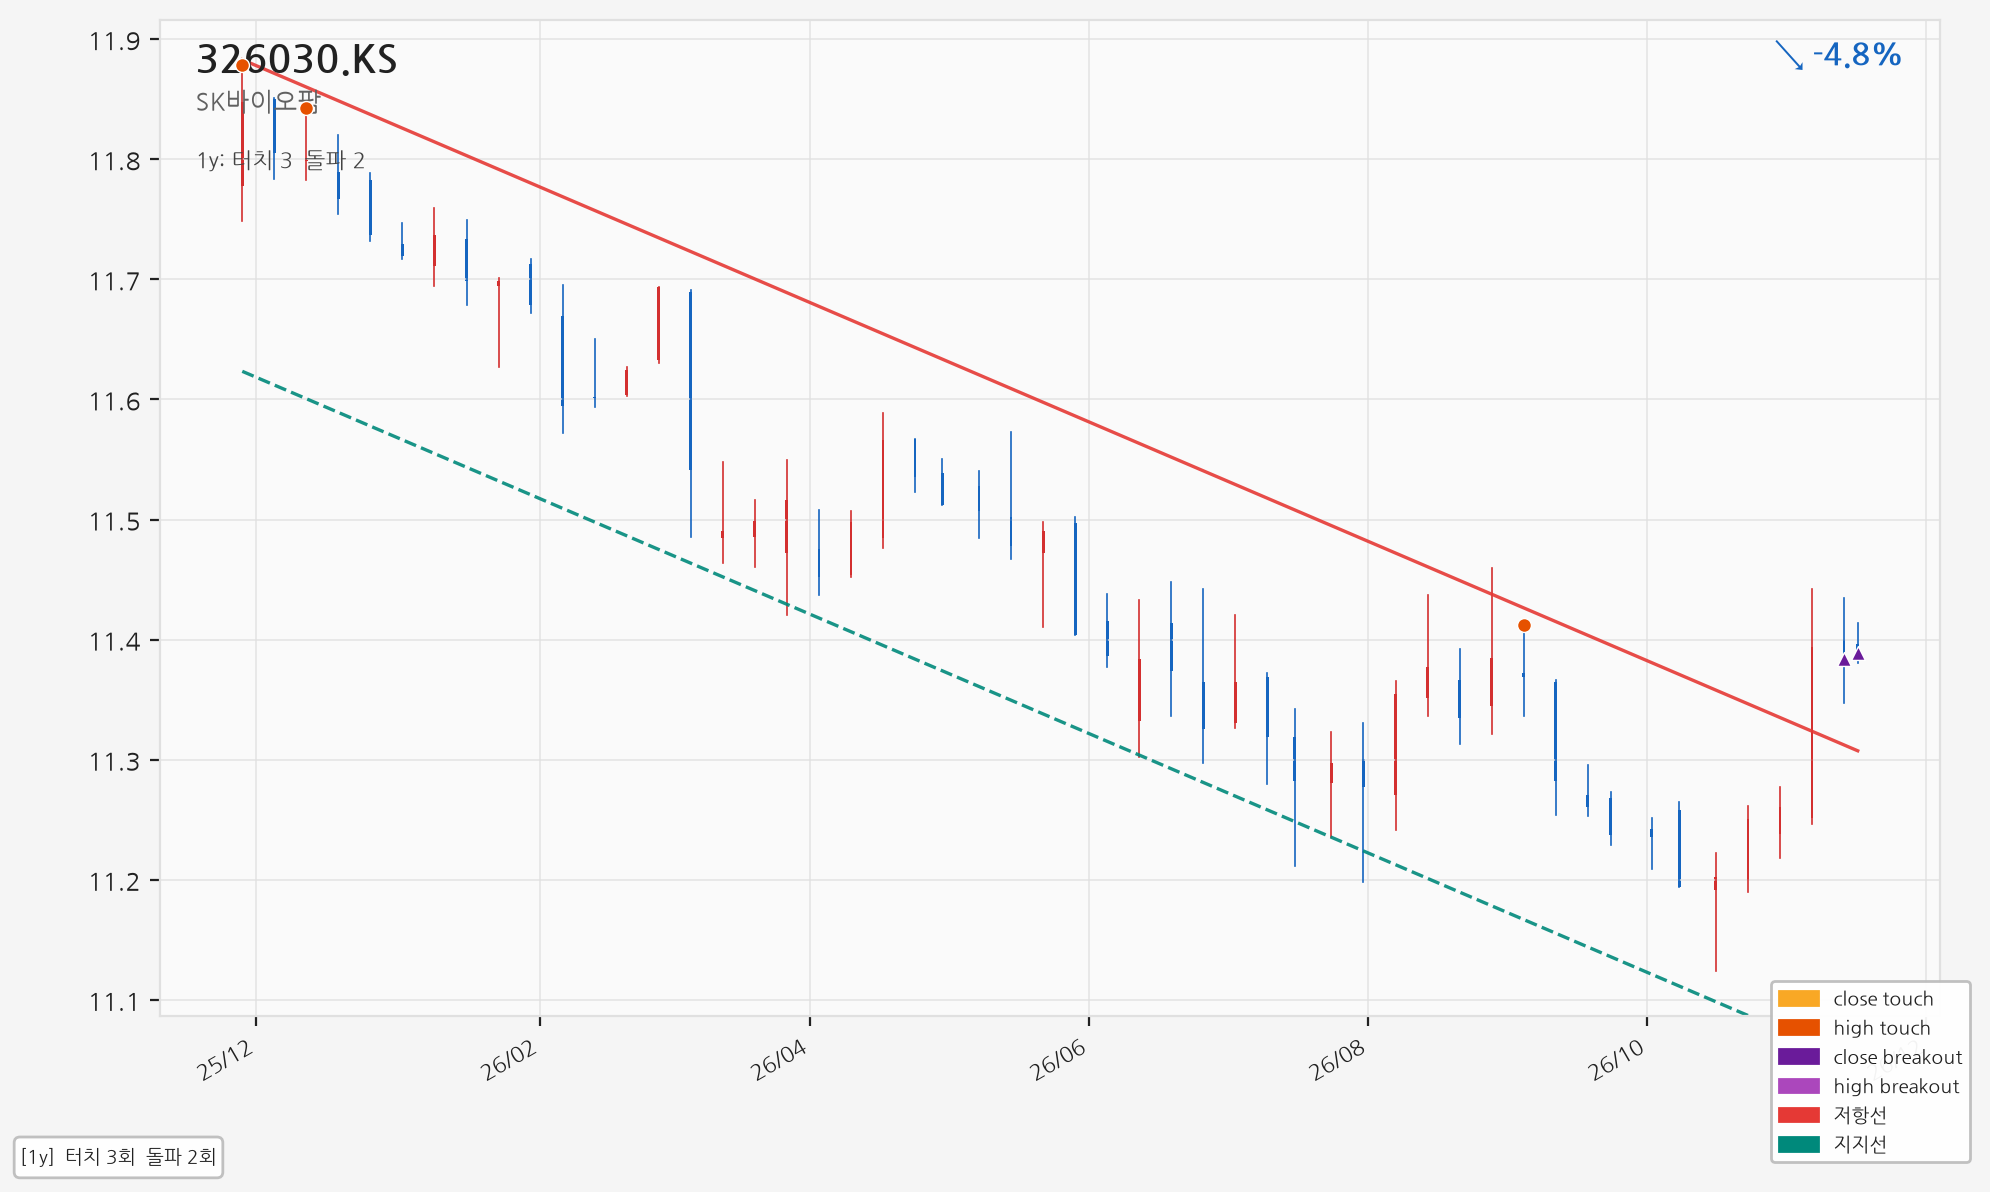 326030.KS
SK바이오팜
1y: 터치 3 돌파 2
↘ -4.8%
11.9
11.8
11.7
11.6
11.5
11.4
11.3
11.2
11.1
25/12
26/02
26/04
26/06
26/08
26/10
close touch
high touch
close breakout
high breakout
저항선
지지선
[1y] 터치 3회 돌파 2회